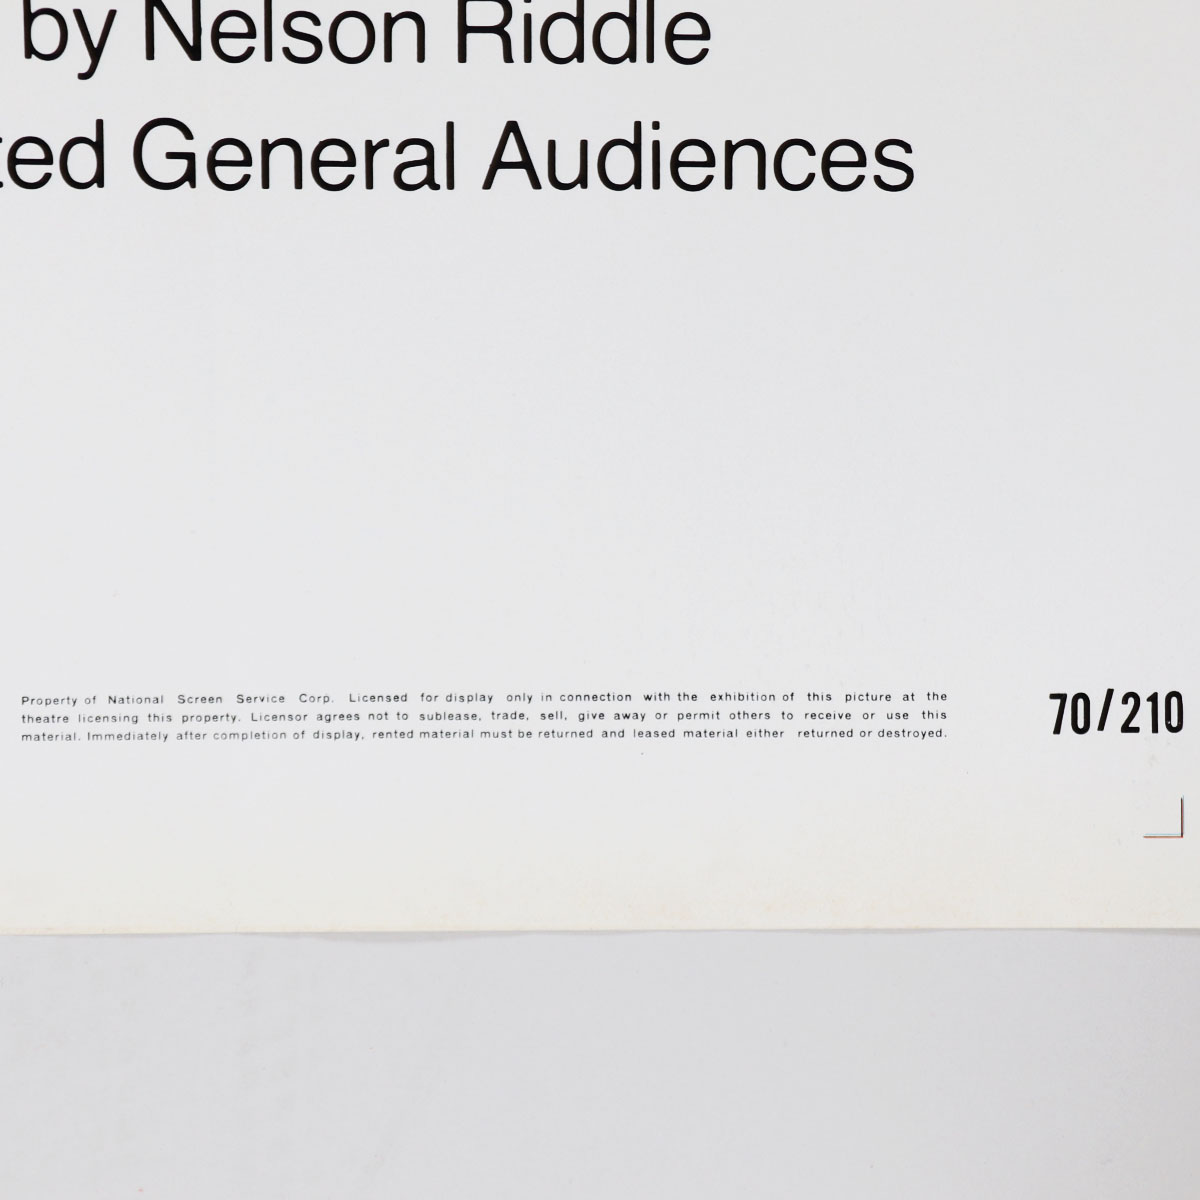 by Nelson Riddle
ted General Audiences
Property of National Screen Service Corp. Licensed for display only in connection with the exhibition of this picture at the
theatre licensing this property. Licensor agrees not to sublease, trade, sell, give away or permit others to receive or use this
material. Immediately after completion of display, rented material must be returned and leased material either returned or destroyed.
70/210